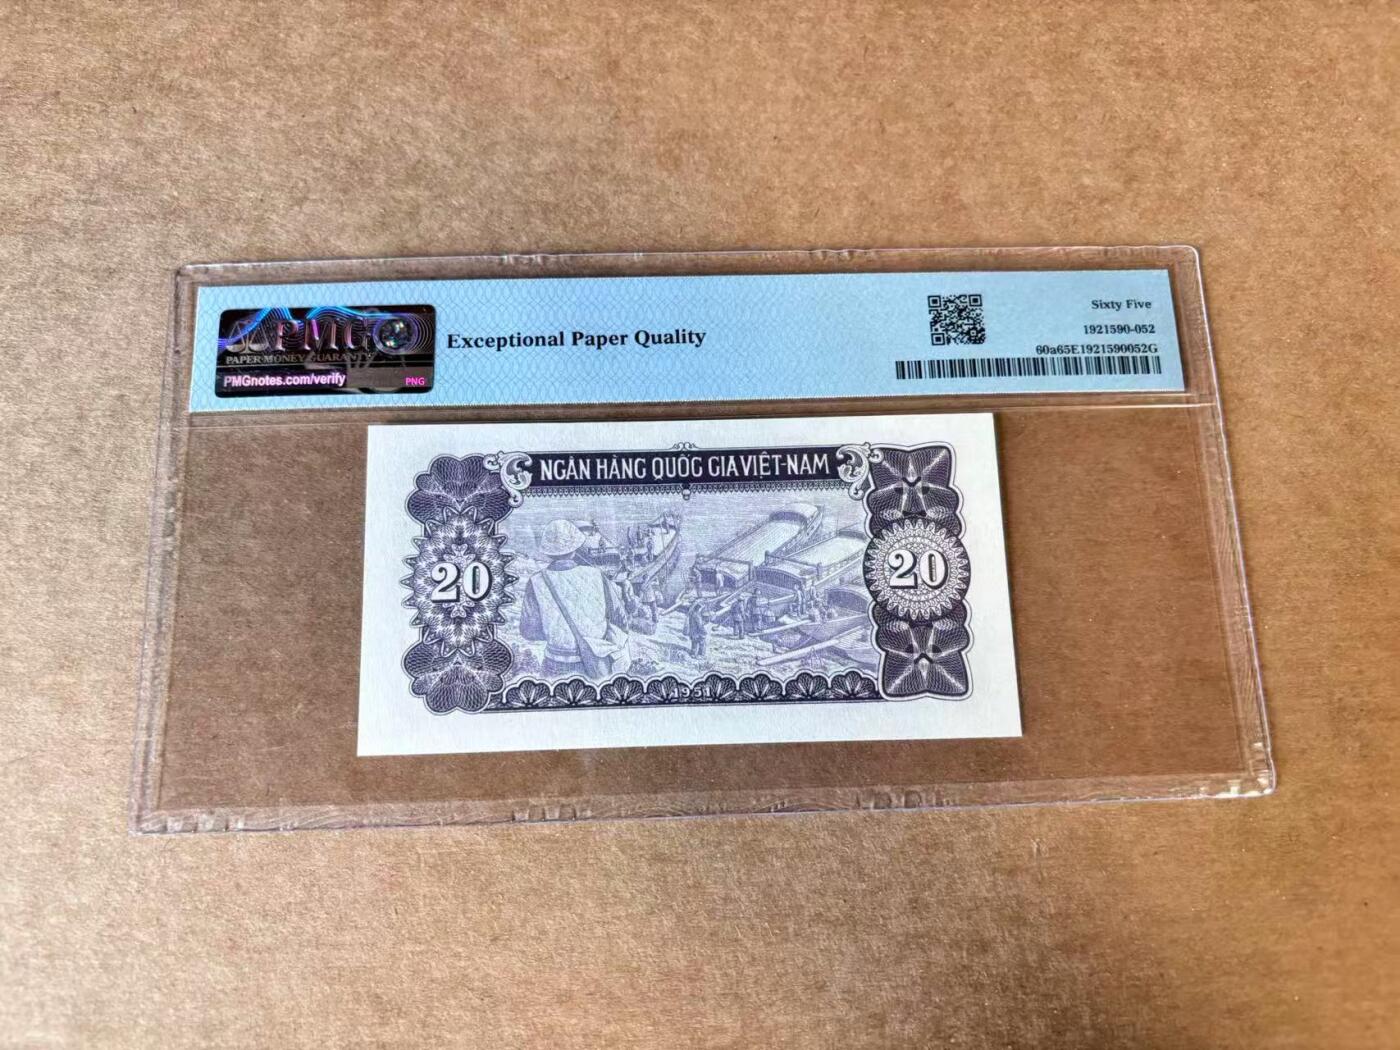 PMG
PAPER MONEY GUARANTY
PMGnotes.com/verify
PNG
Exceptional Paper Quality
Sixty Five
1921590-052
60a65E1921590052G
NGÂN HÀNG QUỐC GIA VIỆT-NAM
20
20
1951